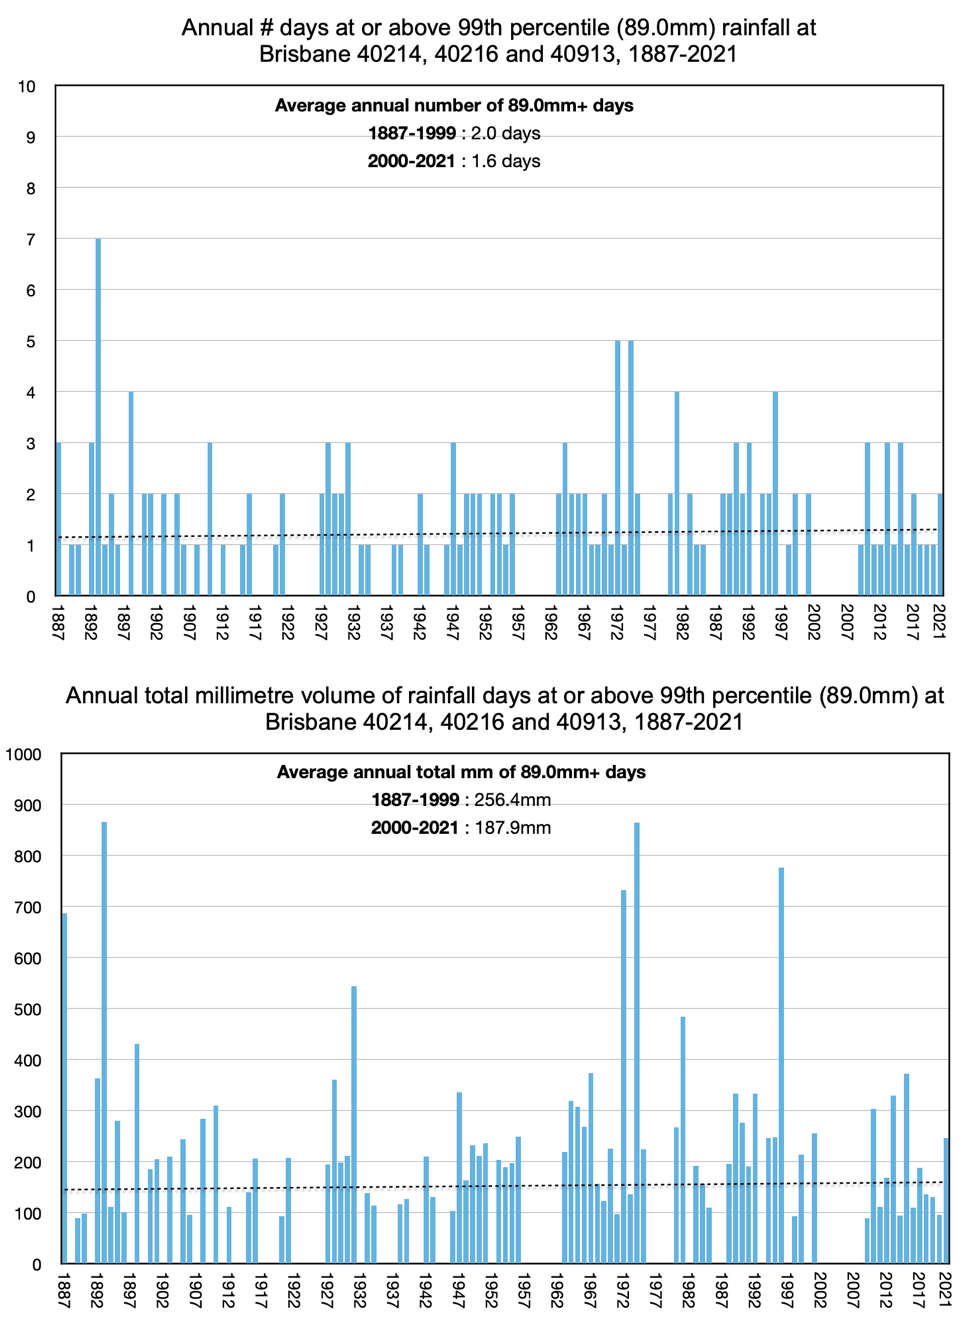 Annual # days at or above 99th percentile (89.0mm) rainfall at
Brisbane 40214, 40216 and 40913, 1887-2021
10
Average annual number of 89.0mm+ days
9
1887-1999 : 2.0 days
2000-2021 : 1.6 days
8
7
6
5
4
3
2
1
0
1887 1892 1897 1902 1907 1912 1917 1922 1927 1932 1937 1942 1947 1952 1957 1962 1967 1972 1977 1982 1987 1992 1997 2002 2007 2012 2017 2021
Annual total millimetre volume of rainfall days at or above 99th percentile (89.0mm) at
Brisbane 40214, 40216 and 40913, 1887-2021
1000
Average annual total mm of 89.0mm+ days
900
1887-1999 : 256.4mm
2000-2021 : 187.9mm
800
700
600
500
400
300
200
100
0
1887 1892 1897 1902 1907 1912 1917 1922 1927 1932 1937 1942 1947 1952 1957 1962 1967 1972 1977 1982 1987 1992 1997 2002 2007 2012 2017 2021